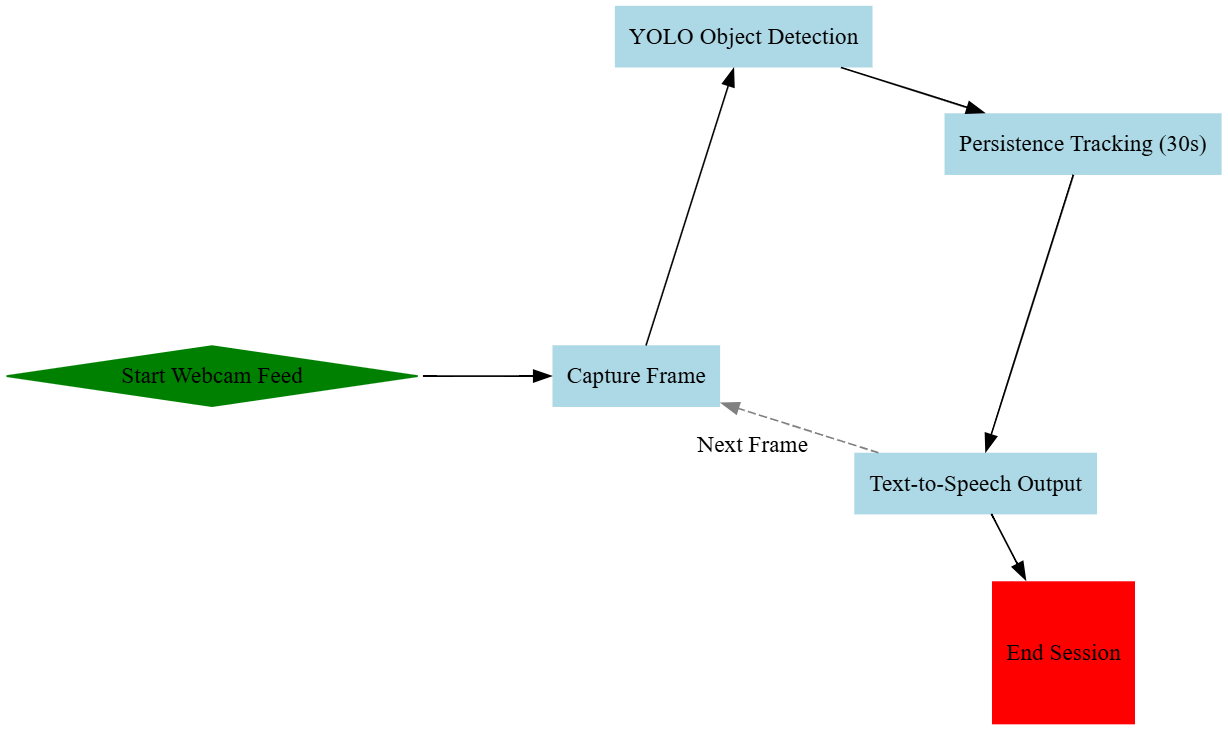 YOLO Object Detection
Persistence Tracking (30s)
Start Webcam Feed
Capture Frame
Next Frame
Text-to-Speech Output
End Session